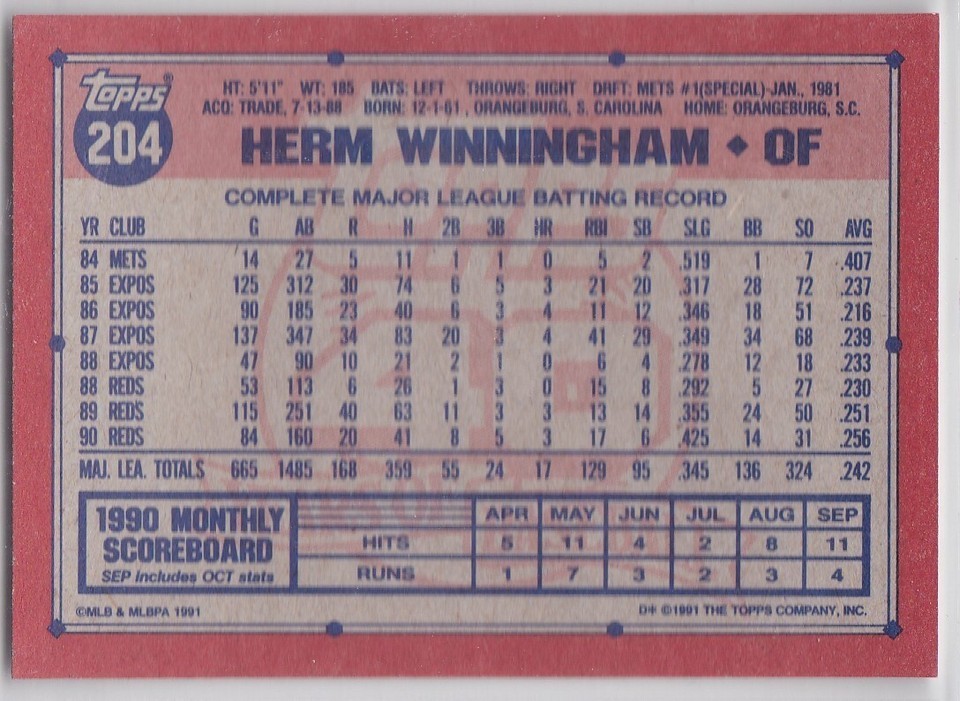 Topps®
204
HT: 5'11" WT: 185 BATS: LEFT THROWS: RIGHT DRFT: METS #1(SPECIAL)-JAN., 1981
ACQ: TRADE, 7-13-88 BORN: 12-1-61 , ORANGEBURG, S. CAROLINA HOME: ORANGEBURG, S.C.
HERM WINNINGHAM ◆ OF
COMPLETE MAJOR LEAGUE BATTING RECORD
YR CLUB G AB R H 2B 3B HR RBI SB SLG BB SO AVG
84 METS 14 27 5 11 1 1 0 5 2 .519 1 7 .407
85 EXPOS 125 312 30 74 6 5 3 21 20 .317 28 72 .237
86 EXPOS 90 185 23 40 6 3 4 11 12 .346 18 51 .216
87 EXPOS 137 347 34 83 20 3 4 41 29 .349 34 68 .239
88 EXPOS 47 90 10 21 2 1 0 6 4 .278 12 18 .233
88 REDS 53 113 6 26 1 3 0 15 8 .292 5 27 .230
89 REDS 115 251 40 63 11 3 3 13 14 .355 24 50 .251
90 REDS 84 160 20 41 8 5 3 17 6 .425 14 31 .256
MAJ. LEA. TOTALS 665 1485 168 359 55 24 17 129 95 .345 136 324 .242
1990 MONTHLY
SCOREBOARD
SEP includes OCT stats
APR MAY JUN JUL AUG SEP
HITS 5 11 4 2 8 11
RUNS 1 7 3 2 3 4
©MLB & MLBPA 1991
D* ©1991 THE TOPPS COMPANY, INC.